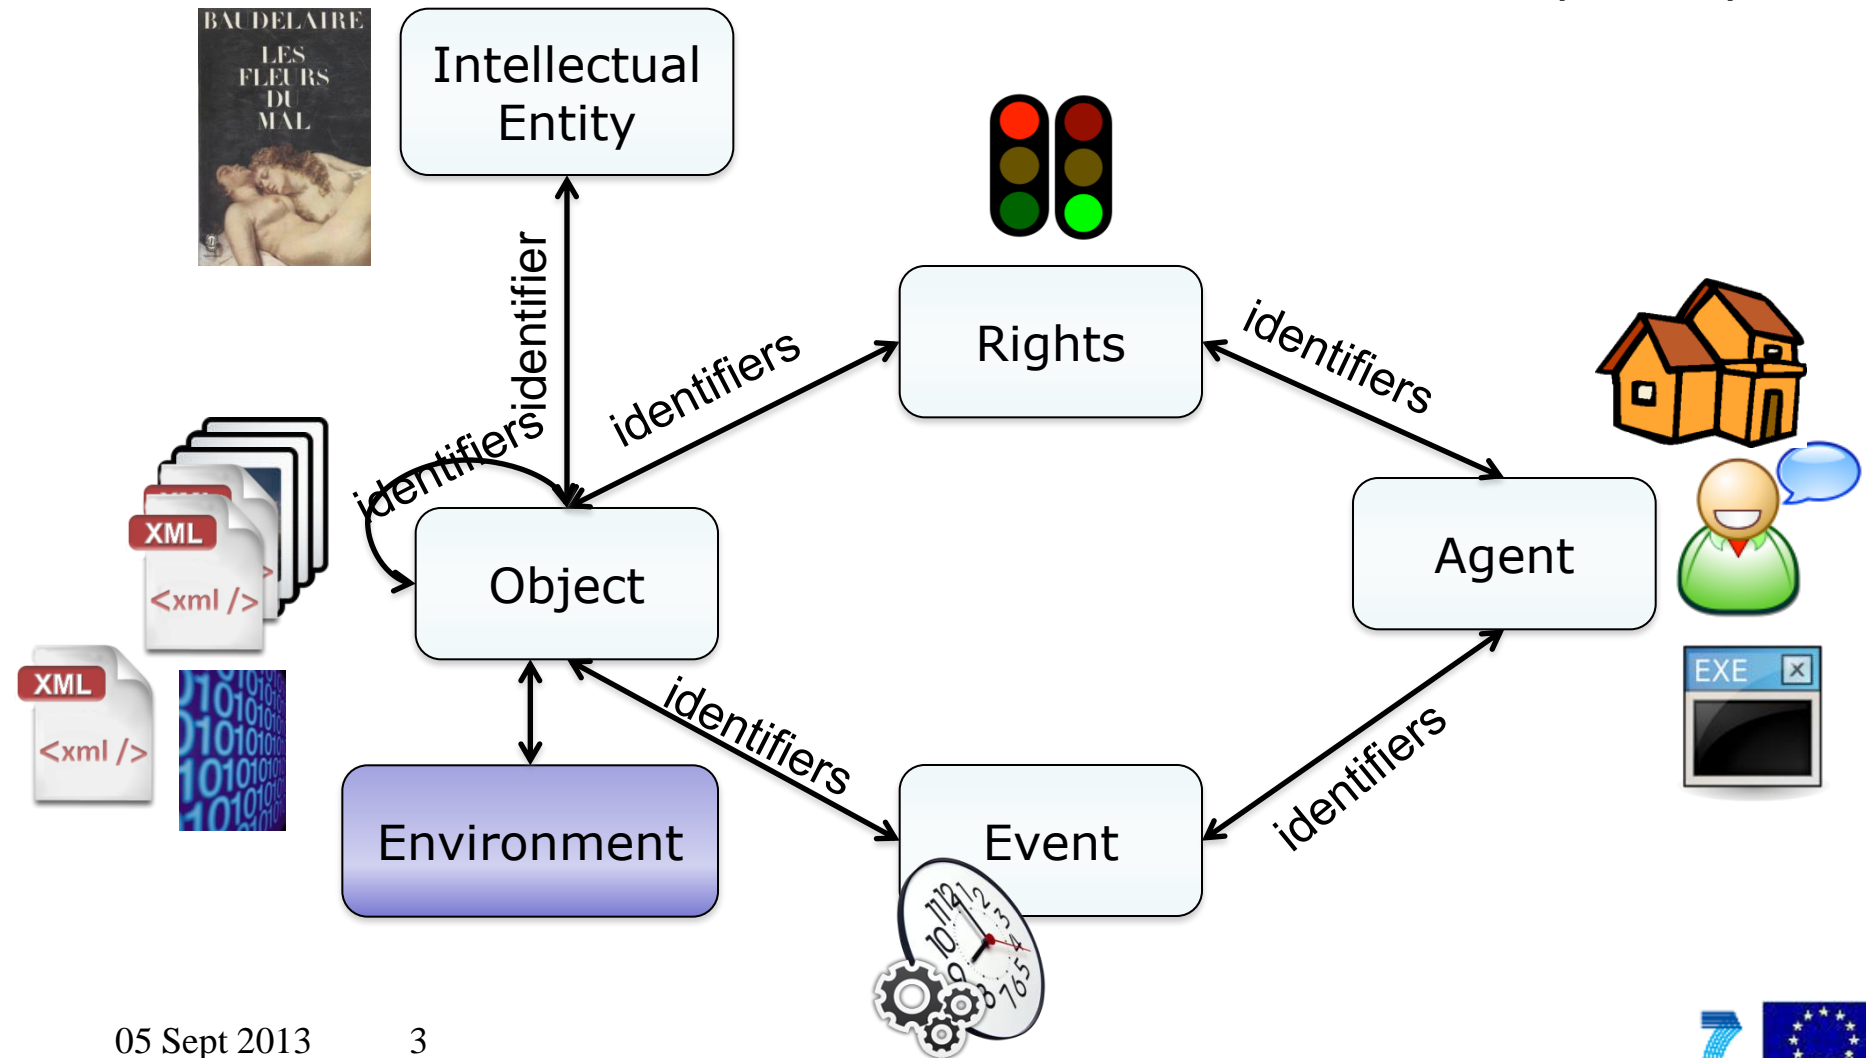 BAUDELAIRE
LES
FLEURS
DU
MAL
Intellectual
Entity
identifier
identifiers
identifiers
Rights
identifiers
XML
<xml />
Object
Agent
XML
<xml />
identifiers
EXE
identifiers
Environment
Event
05 Sept 2013 3